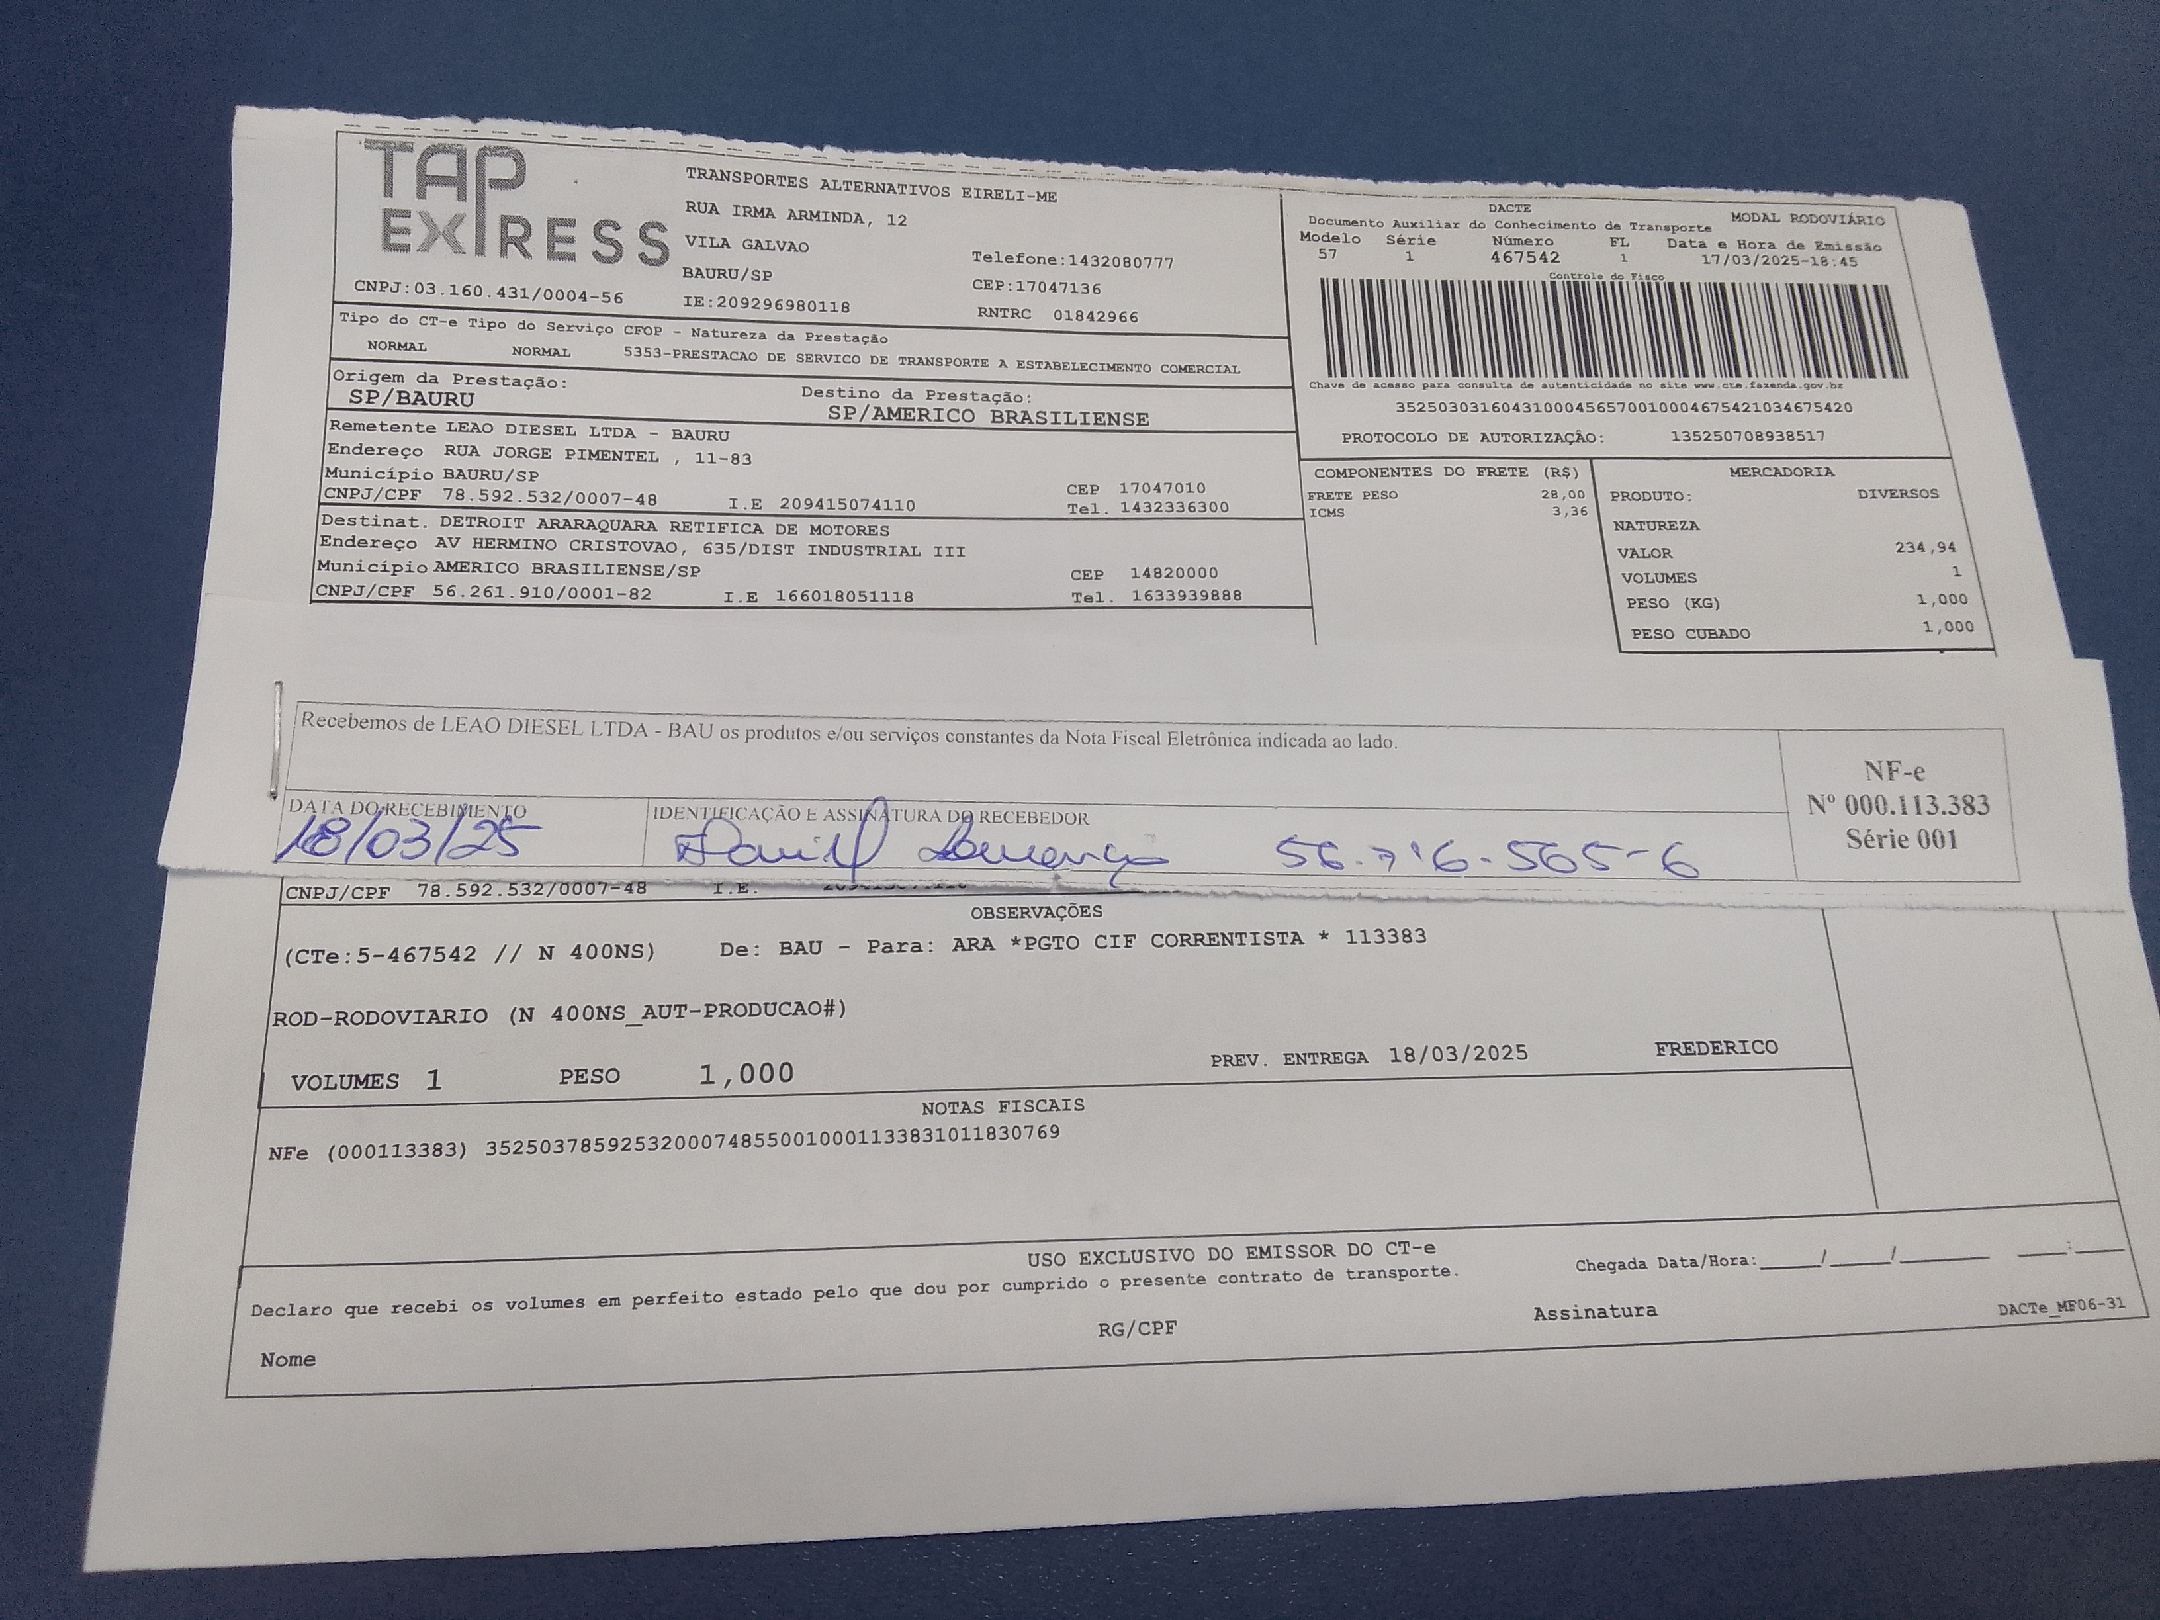 TAP EXPRESS
TRANSPORTES ALTERNATIVOS EIRELI-ME
RUA IRMA ARMINDA, 12
VILA GALVAO
Telefone:1432080777
BAURU/SP
CEP:17047136
CNPJ:03.160.431/0004-56
IE:209296980118
RNTRC 01842966
Tipo do CT-e Tipo do Serviço CFOP - Natureza da Prestação
NORMAL NORMAL 5353-PRESTACAO DE SERVICO DE TRANSPORTE A ESTABELECIMENTO COMERCIAL
Origem da Prestação:
SP/BAURU
Destino da Prestação:
SP/AMERICO BRASILIENSE
Remetente LEAO DIESEL LTDA - BAURU
Endereço RUA JORGE PIMENTEL , 11-83
Município BAURU/SP CEP 17047010
CNPJ/CPF 78.592.532/0007-48 I.E 209415074110 Tel. 1432336300
Destinat. DETROIT ARARAQUARA RETIFICA DE MOTORES
Endereço AV HERMINO CRISTOVAO, 635/DIST INDUSTRIAL III
Município AMERICO BRASILIENSE/SP CEP 14820000
CNPJ/CPF 56.261.910/0001-82 I.E 166018051118 Tel. 1633939888
DACTE
MODAL RODOVIÁRIO
Documento Auxiliar do Conhecimento de Transporte
Modelo Série Número FL Data e Hora de Emissão
57 1 467542 1 17/03/2025-18:45
Controle do Fisco
Chave de acesso para consulta de autenticidade no site www.cte.fazenda.gov.br
35250303160431000456570010004675421034675420
PROTOCOLO DE AUTORIZAÇÂO: 135250708938517
COMPONENTES DO FRETE (R$)
FRETE PESO 28,00
ICMS 3,36
MERCADORIA
PRODUTO: DIVERSOS
NATUREZA
VALOR 234,94
VOLUMES 1
PESO (KG) 1,000
PESO CUBADO 1,000
Recebemos de LEAO DIESEL LTDA - BAU os produtos e/ou serviços constantes da Nota Fiscal Eletrônica indicada ao lado.
NF-e
Nº 000.113.383
Série 001
DATA DO RECEBIMENTO
18/03/25
IDENTIFICAÇÃO E ASSINATURA DO RECEBEDOR
Daniel 56.716.565-6
CNPJ/CPF 78.592.532/0007-48 I.E.
OBSERVAÇÕES
(CTe:5-467542 // N 400NS) De: BAU - Para: ARA *PGTO CIF CORRENTISTA * 113383
ROD-RODOVIARIO (N 400NS_AUT-PRODUCAO#)
VOLUMES 1 PESO 1,000 PREV. ENTREGA 18/03/2025 FREDERICO
NOTAS FISCAIS
NFe (000113383) 35250378592532000748550010001133831011830769
USO EXCLUSIVO DO EMISSOR DO CT-e
Declaro que recebi os volumes em perfeito estado pelo que dou por cumprido o presente contrato de transporte.
Chegada Data/Hora:_____/_____/________ ____:____
Nome RG/CPF Assinatura
DACTe_MF06-31